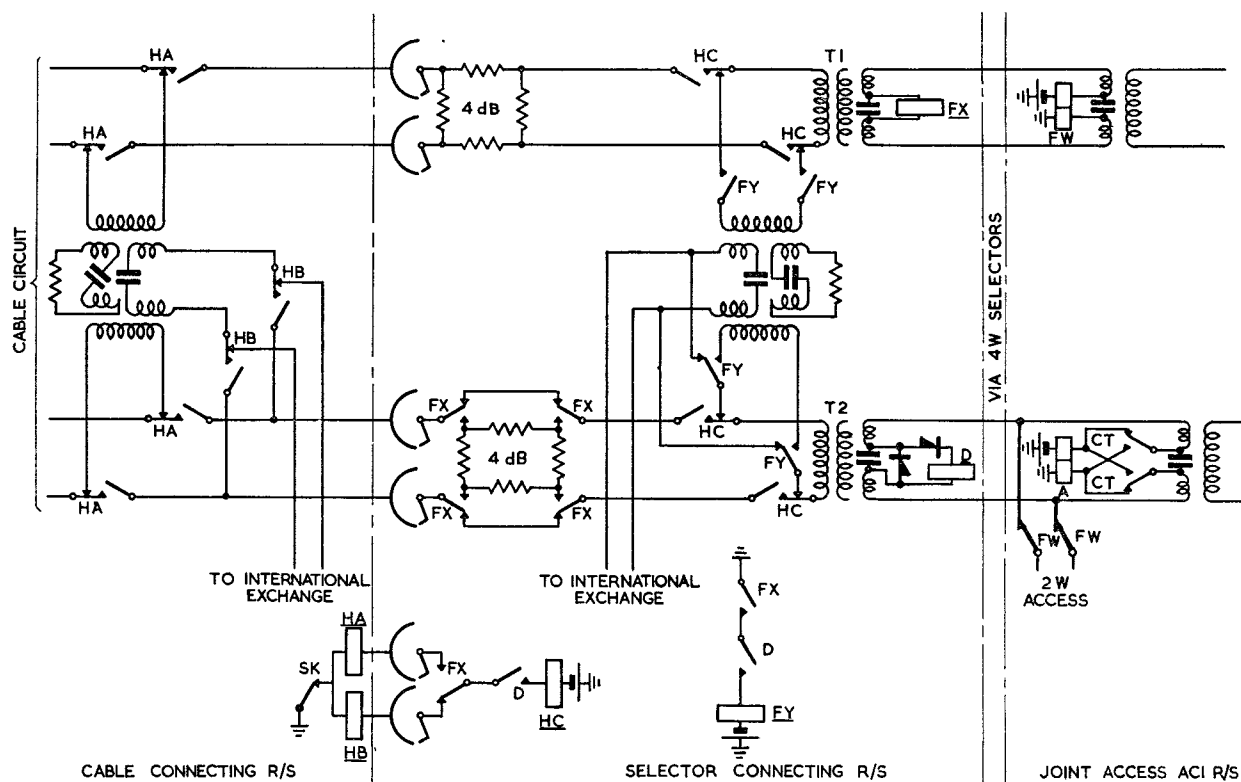 HA
HA
4 dB
HC
HC
T1
FX
FW
FY
FY
CABLE CIRCUIT
HB
HB
VIA 4W SELECTORS
FY
FX
FX
HA
HC
T2
4 dB
FY
D
CT
CT
A
HA
FX
FX
HC
FW
FW
TO INTERNATIONAL
EXCHANGE
TO INTERNATIONAL
EXCHANGE
2W
ACCESS
FX
HA
SK
FX
D
D
HC
HB
FY
CABLE CONNECTING R/S
SELECTOR CONNECTING R/S
JOINT ACCESS ACI R/S